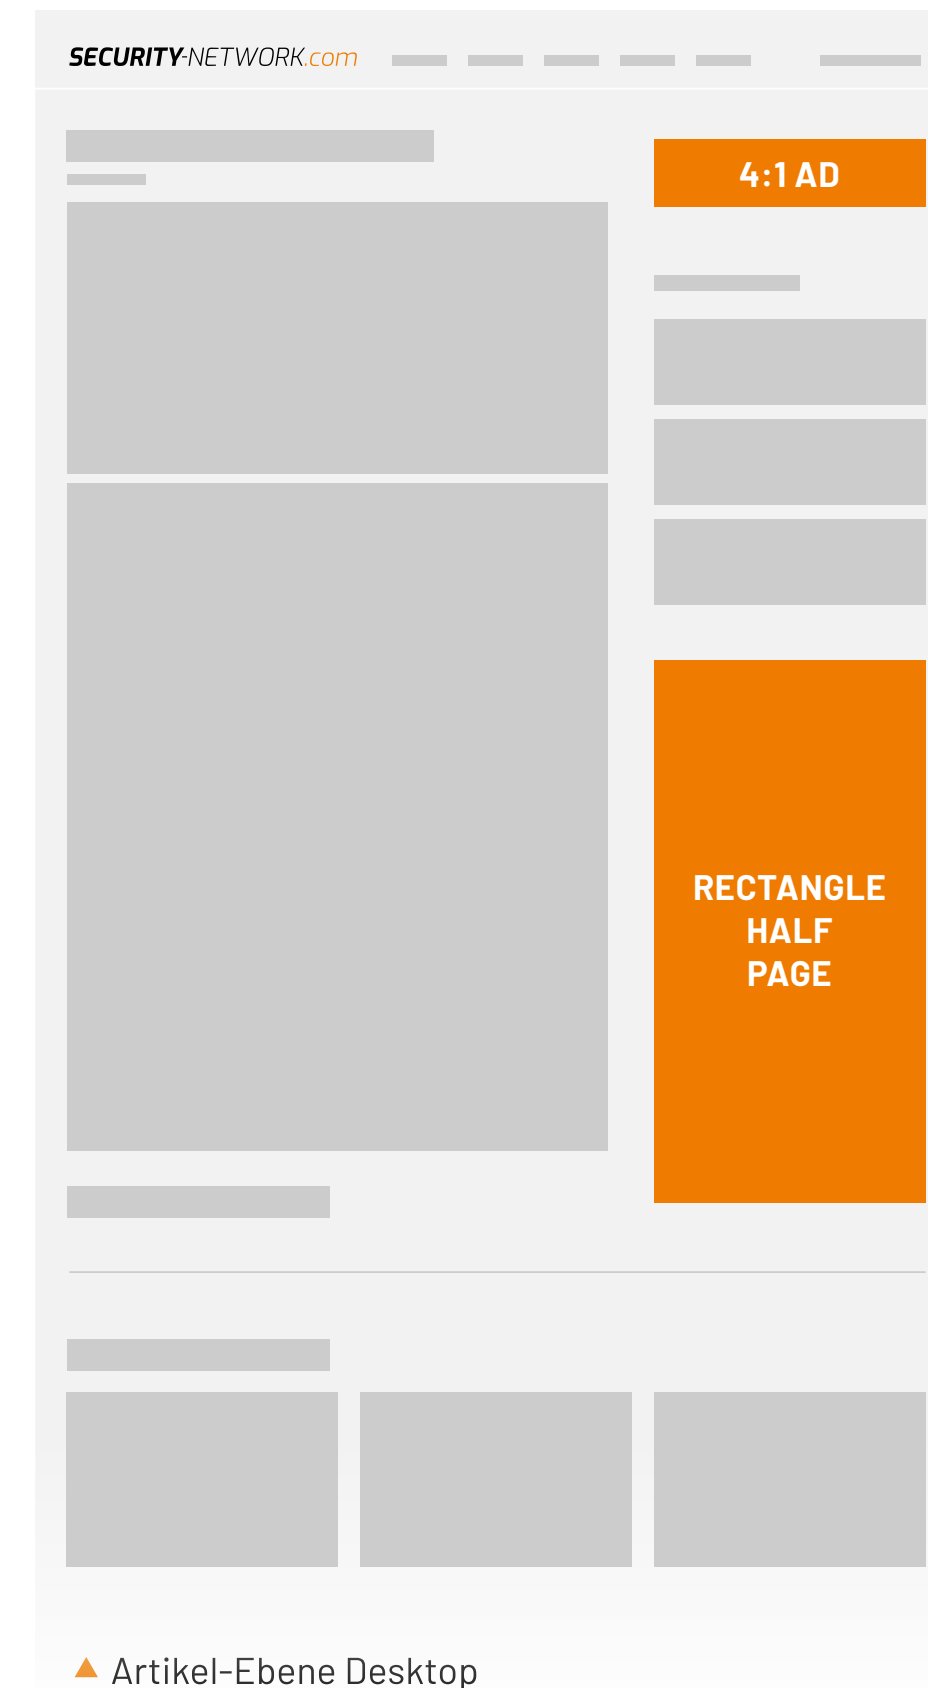 SECURITY-NETWORK.com
4:1 AD
RECTANGLE
HALF
PAGE
Artikel-Ebene Desktop